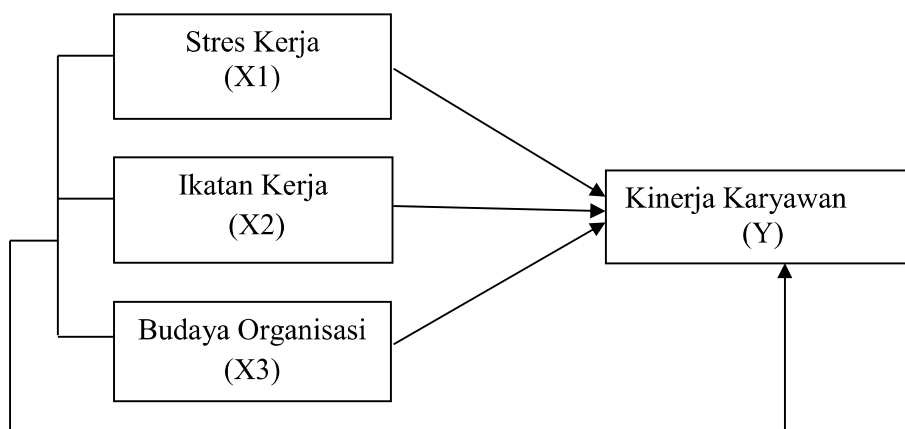 Stres Kerja
(X1)
Ikatan Kerja
(X2)
Kinerja Karyawan
(Y)
Budaya Organisasi
(X3)